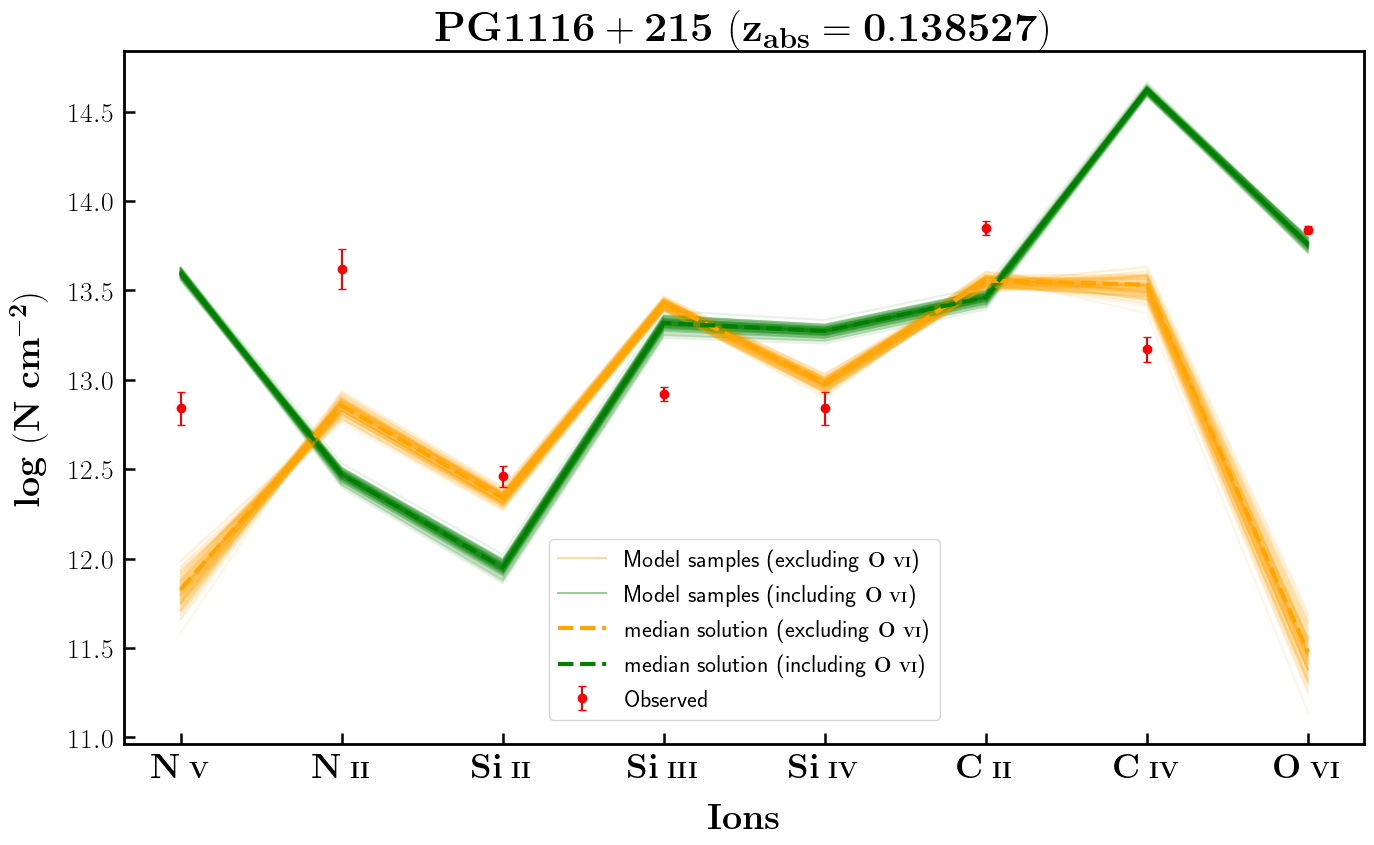 PG1116 + 215 (z_abs = 0.138527)
log (N cm⁻²)
14.5
14.0
13.5
13.0
12.5
12.0
11.5
11.0
Model samples (excluding O VI)
Model samples (including O VI)
median solution (excluding O VI)
median solution (including O VI)
Observed
N V N II Si II Si III Si IV C II C IV O VI
Ions